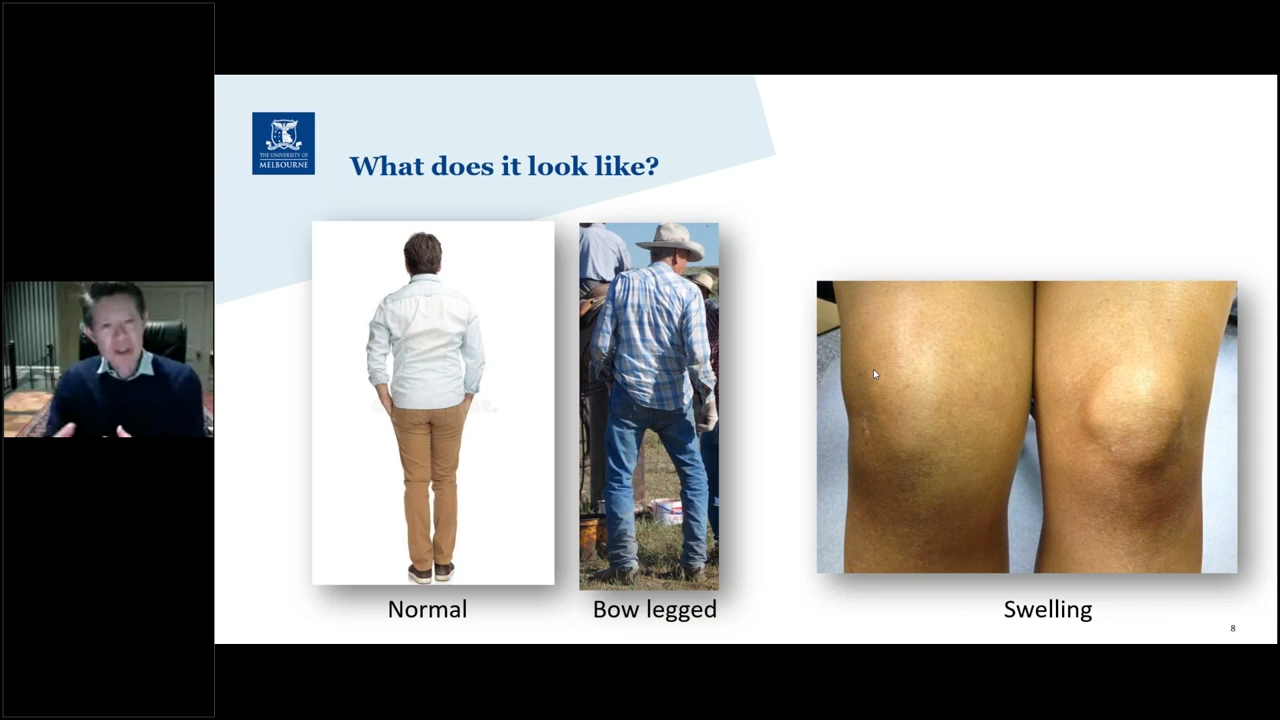 THE UNIVERSITY OF
MELBOURNE
What does it look like?
Normal
Bow legged
Swelling
8